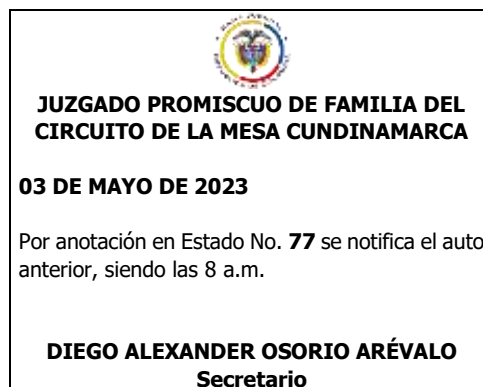 JUZGADO PROMISCUO DE FAMILIA DEL
CIRCUITO DE LA MESA CUNDINAMARCA
03 DE MAYO DE 2023
Por anotación en Estado No. 77 se notifica el auto
anterior, siendo las 8 a.m.
DIEGO ALEXANDER OSORIO ARÉVALO
Secretario